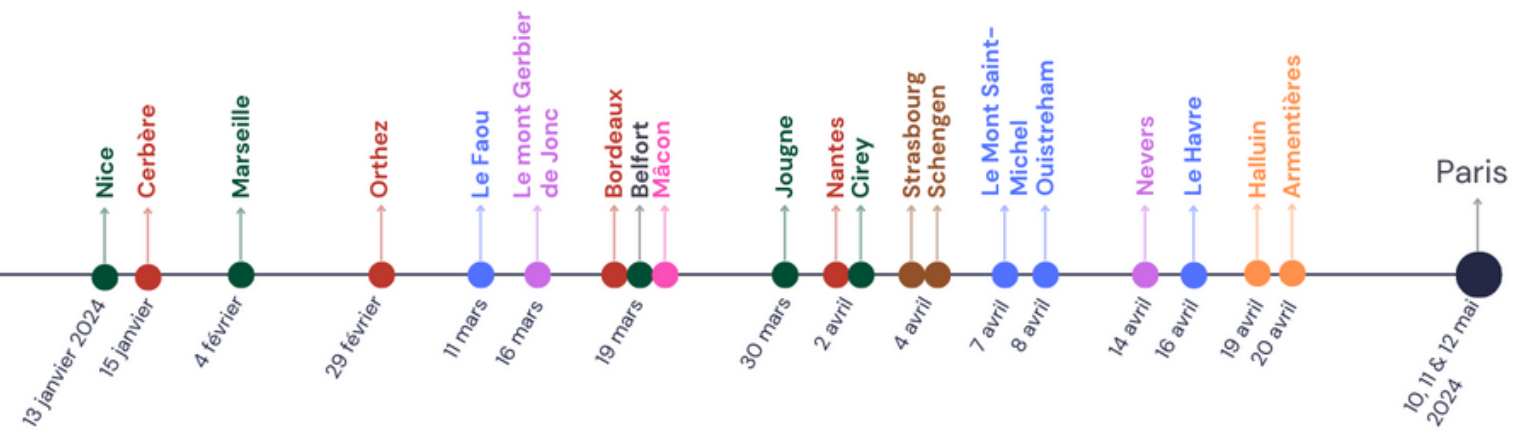 Nice
Cerbère
Marseille
Orthez
Le Faou
Le mont Gerbier
de Jonc
Bordeaux
Belfort
Mâcon
Jougne
Nantes
Cirey
Strasbourg
Schengen
Le Mont Saint-
Michel
Ouistreham
Nevers
Le Havre
Halluin
Armentières
Paris
13 janvier 2024
15 janvier
4 février
29 février
11 mars
16 mars
19 mars
30 mars
2 avril
4 avril
7 avril
8 avril
14 avril
16 avril
19 avril
20 avril
10, 11 & 12 mai
2024